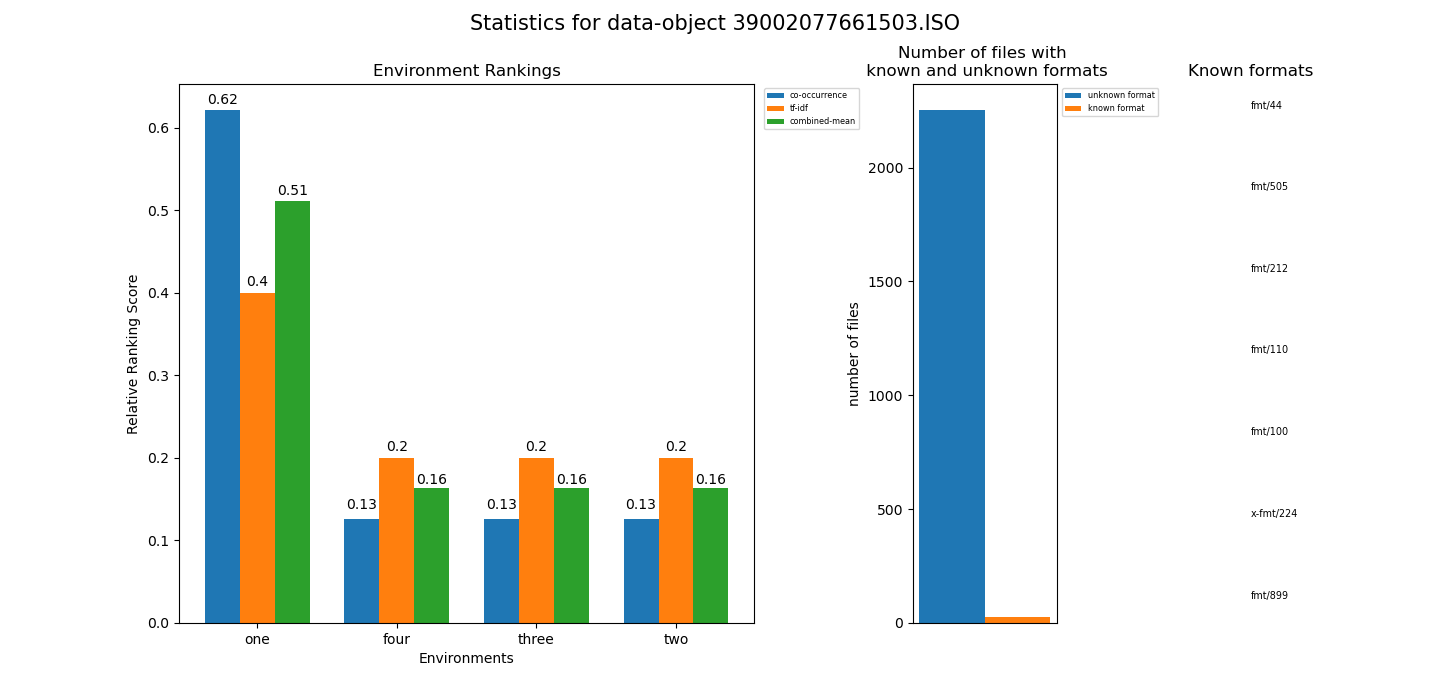 Statistics for data-object 39002077661503.ISO
Environment Rankings
Relative Ranking Score
0.6
0.5
0.4
0.3
0.2
0.1
0.0
0.62
0.4
0.51
0.13
0.2
0.16
0.13
0.2
0.16
0.13
0.2
0.16
one
four
three
two
Environments
co-occurrence
tf-idf
combined-mean
Number of files with
known and unknown formats
number of files
2000
1500
1000
500
0
unknown format
known format
Known formats
fmt/44
fmt/505
fmt/212
fmt/110
fmt/100
x-fmt/224
fmt/899